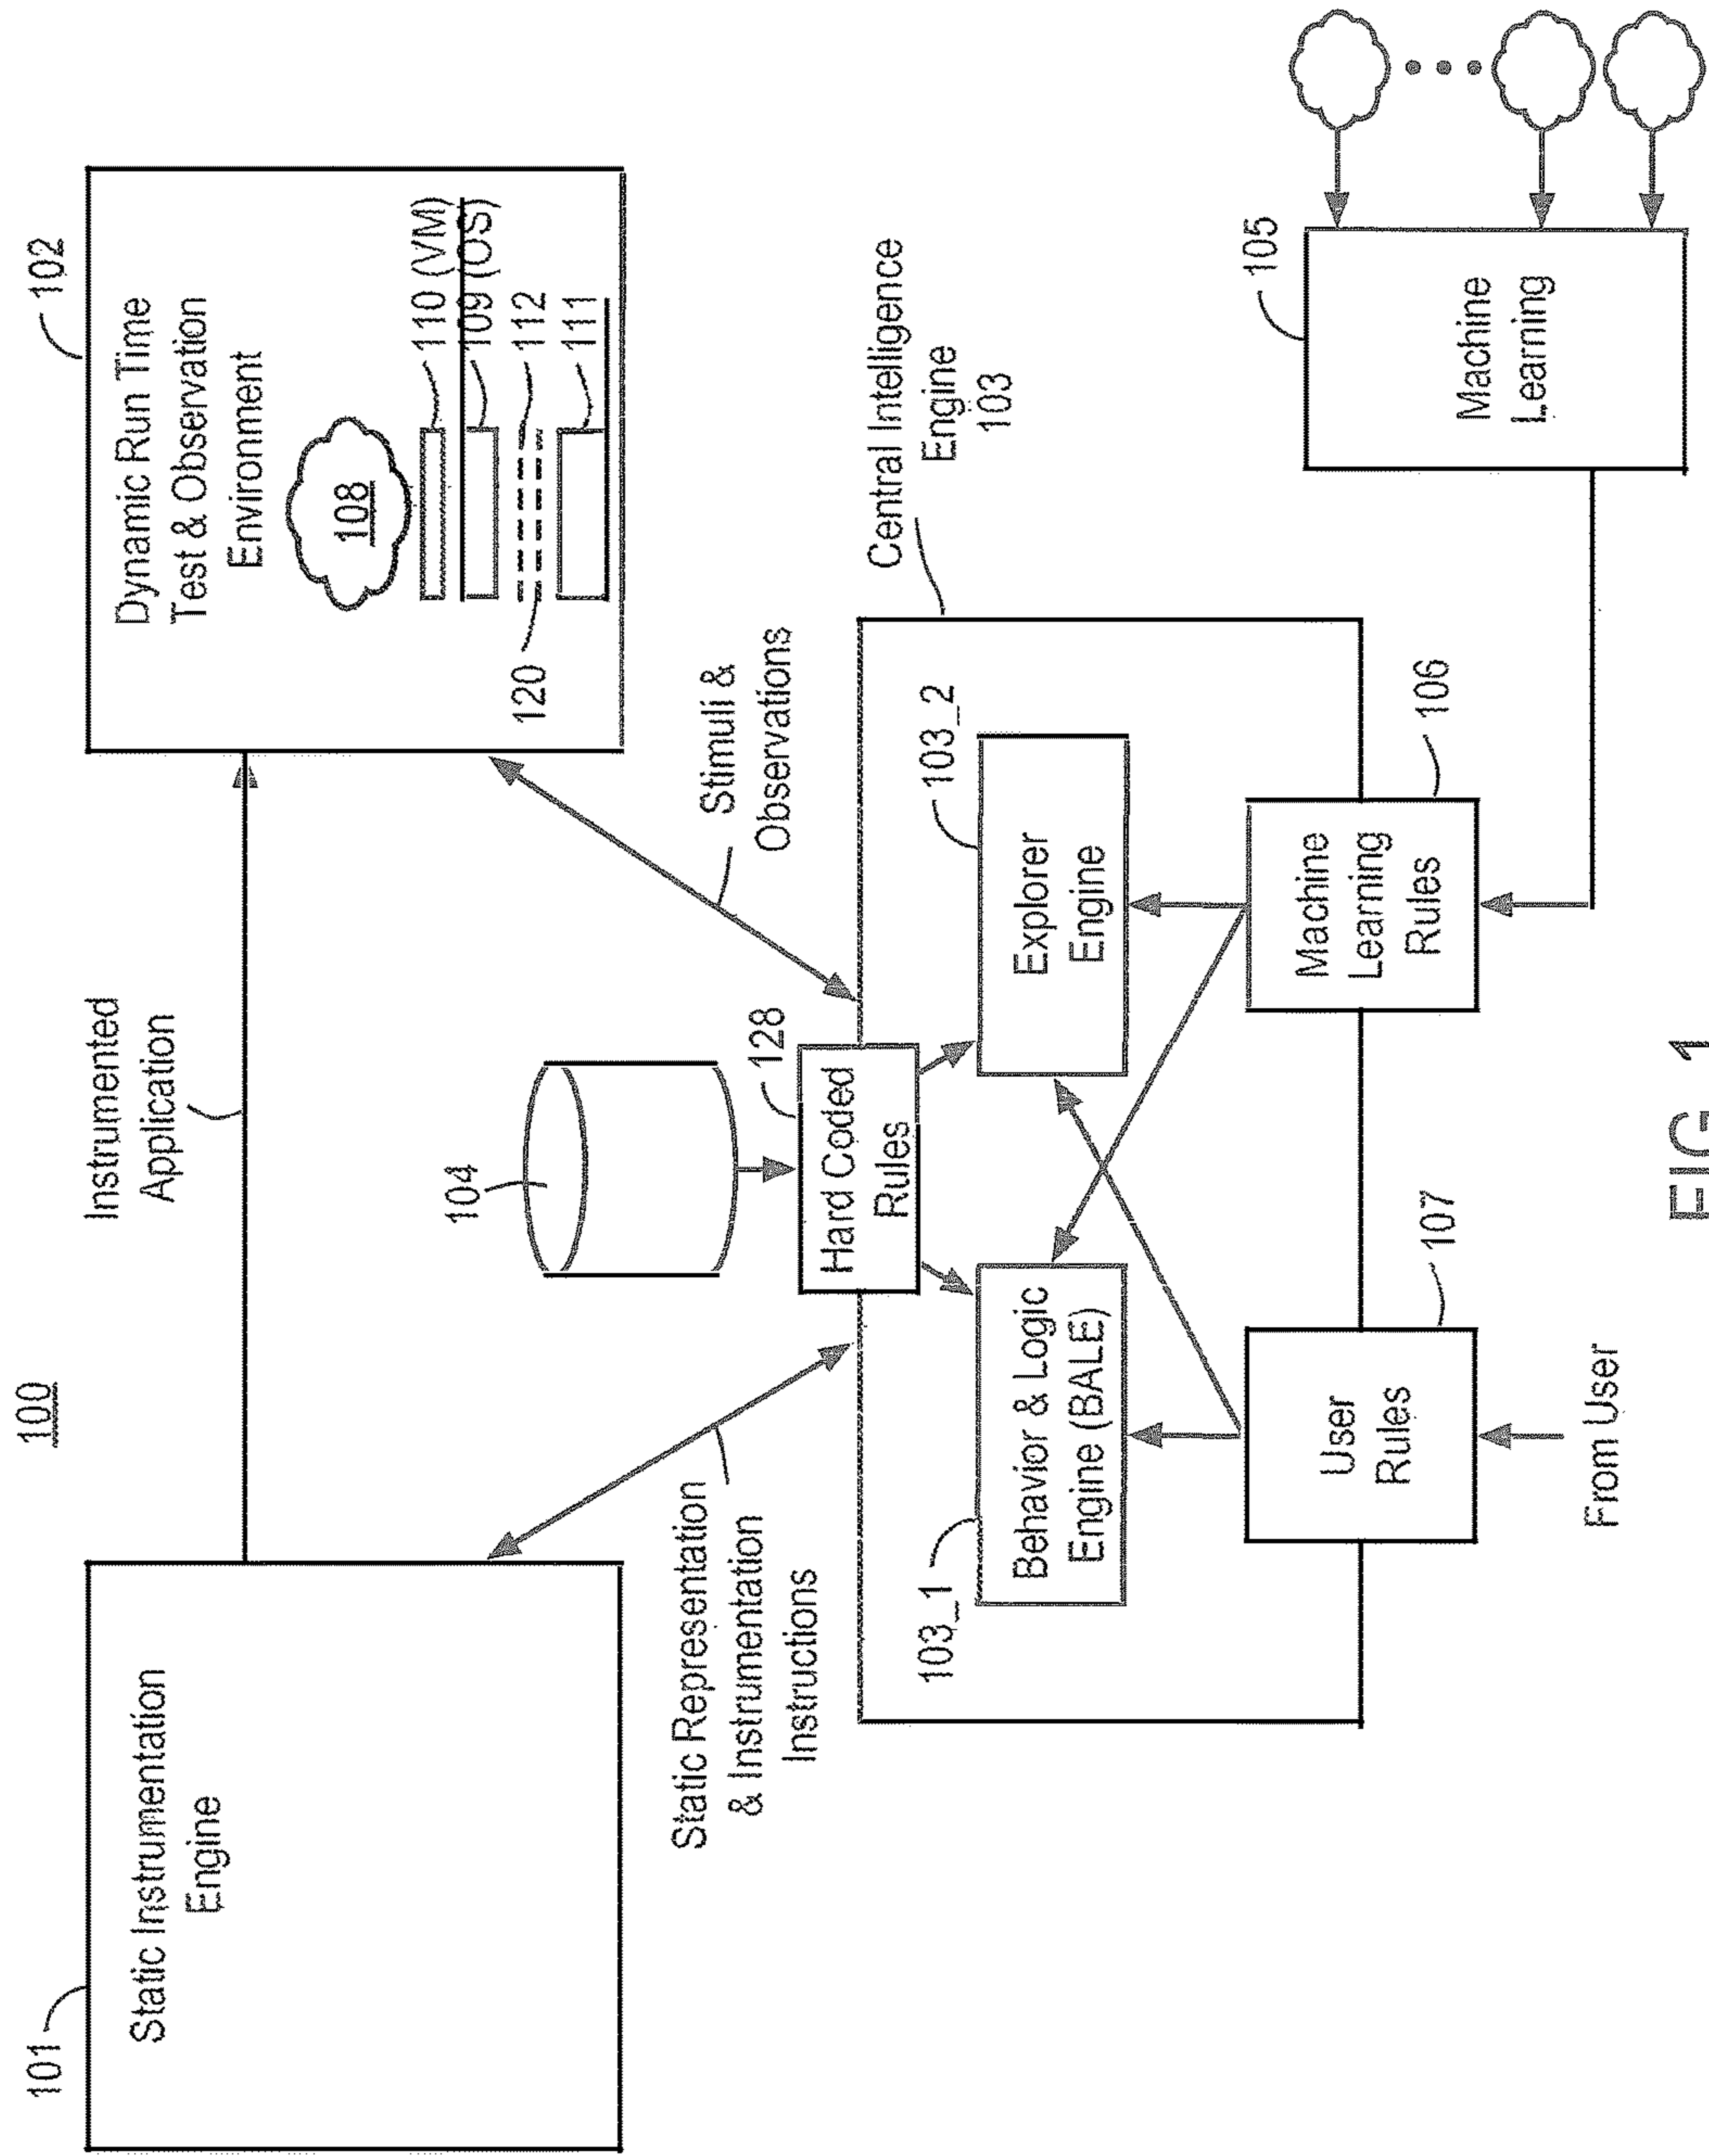 100
101
Static Instrumentation
Engine
Instrumented
Application
102
Dynamic Run Time
Test & Observation
Environment
108
110 (VM)
109 (OS)
112
111
120
Static Representation
& Instrumentation
Instructions
104
128
Hard Coded
Rules
Stimuli &
Observations
Central Intelligence
Engine
103
103_1
Behavior & Logic
Engine (BALE)
103_2
Explorer
Engine
User
Rules
107
From User
Machine
Learning
Rules
106
105
Machine
Learning
FIG. 1